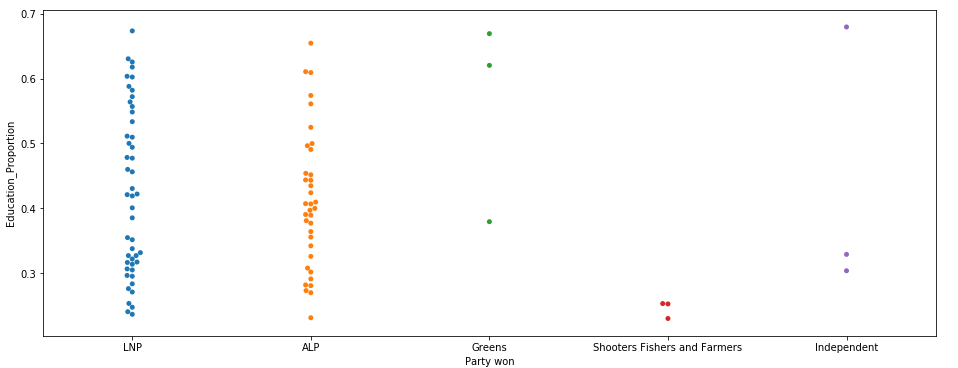 0.7
0.6
0.5
0.4
0.3
Education_Proportion
LNP
ALP
Greens
Shooters Fishers and Farmers
Independent
Party won